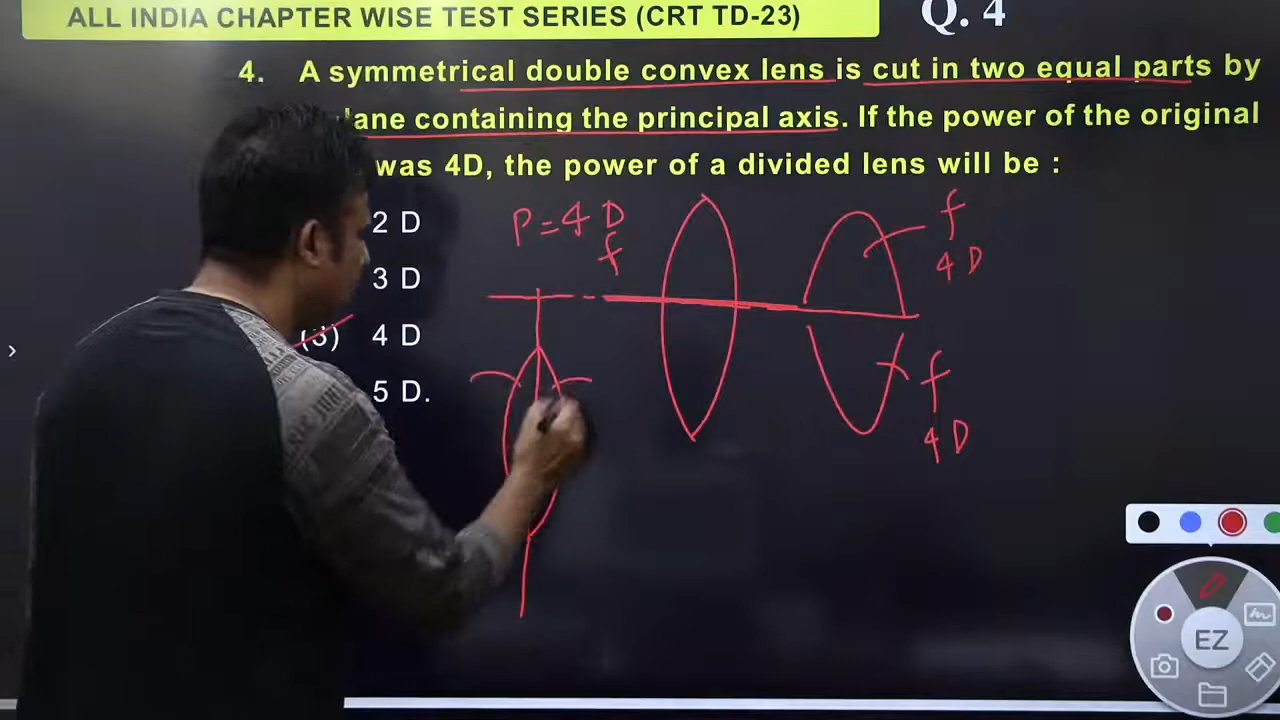 ALL INDIA CHAPTER WISE TEST SERIES (CRT TD-23)
Q. 4
4. A symmetrical double convex lens is cut in two equal parts by
lane containing the principal axis. If the power of the original
was 4D, the power of a divided lens will be :
2 D
3 D
(3) 4 D
5 D.
P = 4 D
f
f
4 D
f
4 D
EZ